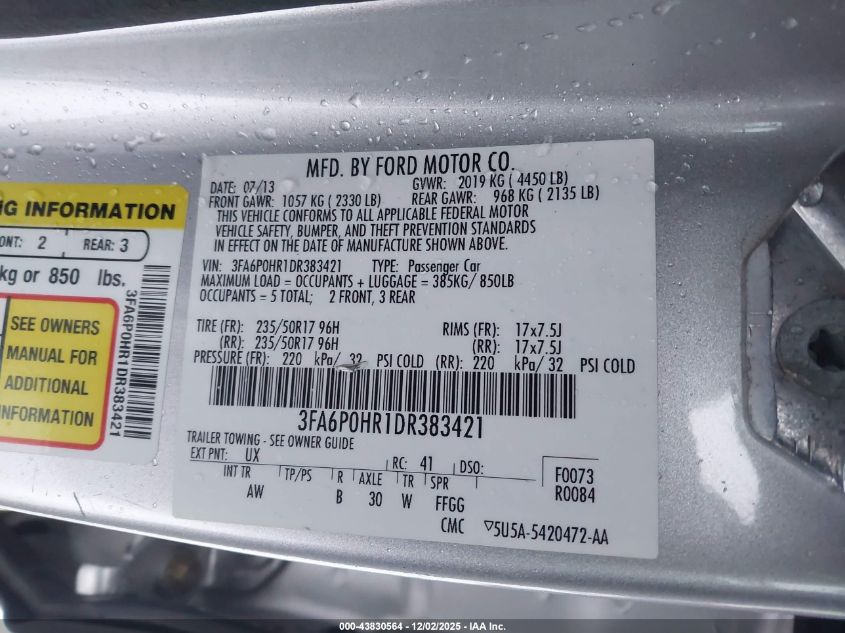 NG INFORMATION
ONT: 2 REAR: 3
kg or 850 lbs.
SEE OWNERS
MANUAL FOR
ADDITIONAL
INFORMATION
3FA6P0HR1DR383421
MFD. BY FORD MOTOR CO.
DATE: 07/13 GVWR: 2019 KG ( 4450 LB)
FRONT GAWR: 1057 KG ( 2330 LB) REAR GAWR: 968 KG ( 2135 LB)
THIS VEHICLE CONFORMS TO ALL APPLICABLE FEDERAL MOTOR
VEHICLE SAFETY, BUMPER, AND THEFT PREVENTION STANDARDS
IN EFFECT ON THE DATE OF MANUFACTURE SHOWN ABOVE.
VIN: 3FA6P0HR1DR383421 TYPE: Passenger Car
MAXIMUM LOAD = OCCUPANTS + LUGGAGE = 385KG/ 850LB
OCCUPANTS = 5 TOTAL; 2 FRONT, 3 REAR
TIRE (FR): 235/50R17 96H RIMS (FR): 17x7.5J
(RR): 235/50R17 96H (RR): 17x7.5J
PRESSURE (FR): 220 kPa/ 32 PSI COLD (RR): 220 kPa/ 32 PSI COLD
3FA6P0HR1DR383421
TRAILER TOWING - SEE OWNER GUIDE
EXT PNT: UX RC: 41 DSO: F0073
INT TR TP/PS R AXLE TR SPR R0084
AW B 30 W FFGG
CMC ▽5U5A-5420472-AA
000-43830564 - 12/02/2025 - IAA Inc.